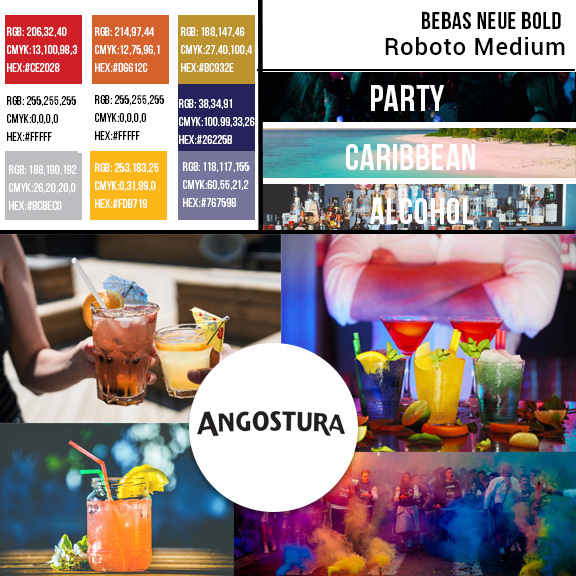 RGB: 206,32,40
CMYK:13,100,98,3
HEX:#CE2028
RGB: 214,97,44
CMYK:12,75,96,1
HEX:#D6612C
RGB: 188,147,46
CMYK:27,40,100,4
HEX:#BC932E
RGB: 255,255,255
CMYK:0,0,0,0
HEX:#FFFFF
RGB: 255,255,255
CMYK:0,0,0,0
HEX:#FFFFF
RGB: 38,34,91
CMYK:100.99,33,26
HEX:#26225B
RGB: 188,190,192
CMYK:26,20,20,0
HEX:#BCBEC0
RGB: 253,183,25
CMYK:0,31,99,0
HEX:#FDB719
RGB: 118,117,155
CMYK:60,55,21,2
HEX:#76759B
BEBAS NEUE BOLD
Roboto Medium
PARTY
CARIBBEAN
ALCOHOL
ANGOSTURA